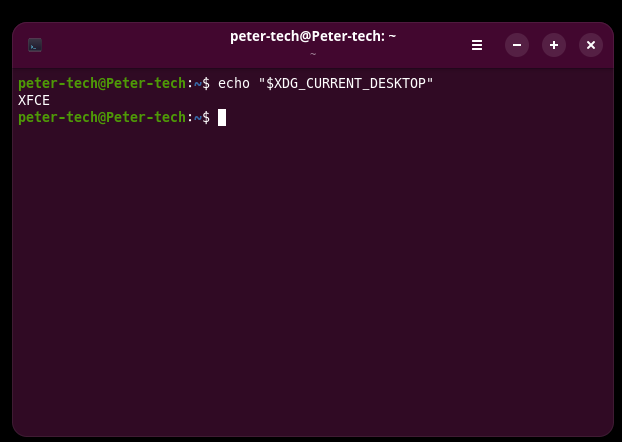 peter-tech@Peter-tech: ~
~
peter-tech@Peter-tech:~$ echo "$XDG_CURRENT_DESKTOP"
XFCE
peter-tech@Peter-tech:~$